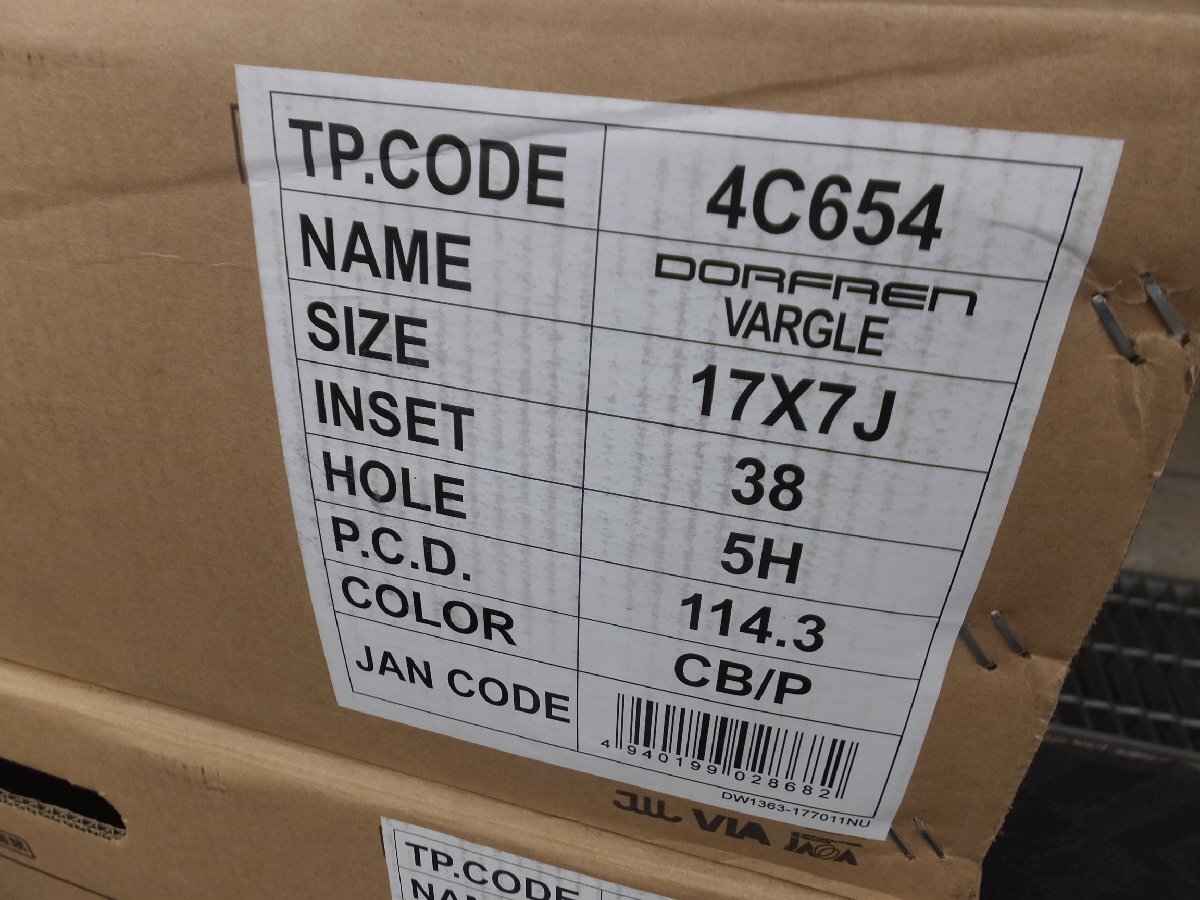 TP.CODE 4C654
NAME DORFREN
VARGLE
SIZE 17X7J
INSET 38
HOLE 5H
P.C.D. 114.3
COLOR CB/P
JAN CODE
4 940199 028682
DW1363-177011NU
JWL VIA JAWA
TP.CODE